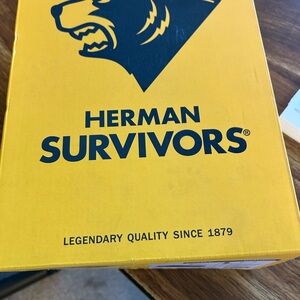 HERMAN
SURVIVORS®
LEGENDARY QUALITY SINCE 1879